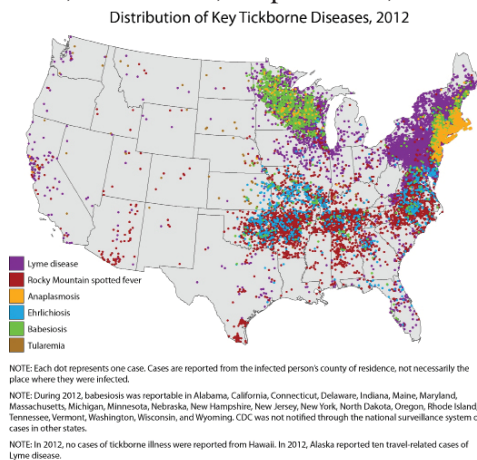 Distribution of Key Tickborne Diseases, 2012
Lyme disease
Rocky Mountain spotted fever
Anaplasmosis
Ehrlichiosis
Babesiosis
Tularemia
NOTE: Each dot represents one case. Cases are reported from the infected person's county of residence, not necessarily the
place where they were infected.
NOTE: During 2012, babesiosis was reportable in Alabama, California, Connecticut, Delaware, Indiana, Maine, Maryland,
Massachusetts, Michigan, Minnesota, Nebraska, New Hampshire, New Jersey, New York, North Dakota, Oregon, Rhode Island,
Tennessee, Vermont, Washington, Wisconsin, and Wyoming. CDC was not notified through the national surveillance system o
cases in other states.
NOTE: In 2012, no cases of tickborne illness were reported from Hawaii. In 2012, Alaska reported ten travel-related cases of
Lyme disease.